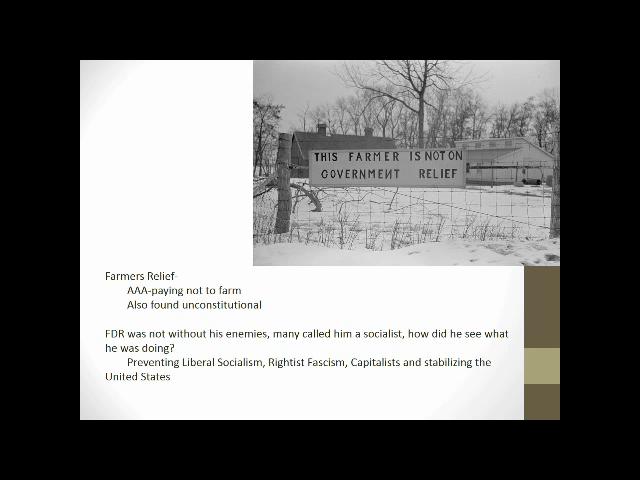 THIS FARMER IS NOT ON
GOVERNMENT RELIEF
Farmers Relief-
AAA-paying not to farm
Also found unconstitutional
FDR was not without his enemies, many called him a socialist, how did he see what
he was doing?
Preventing Liberal Socialism, Rightist Fascism, Capitalists and stabilizing the
United States